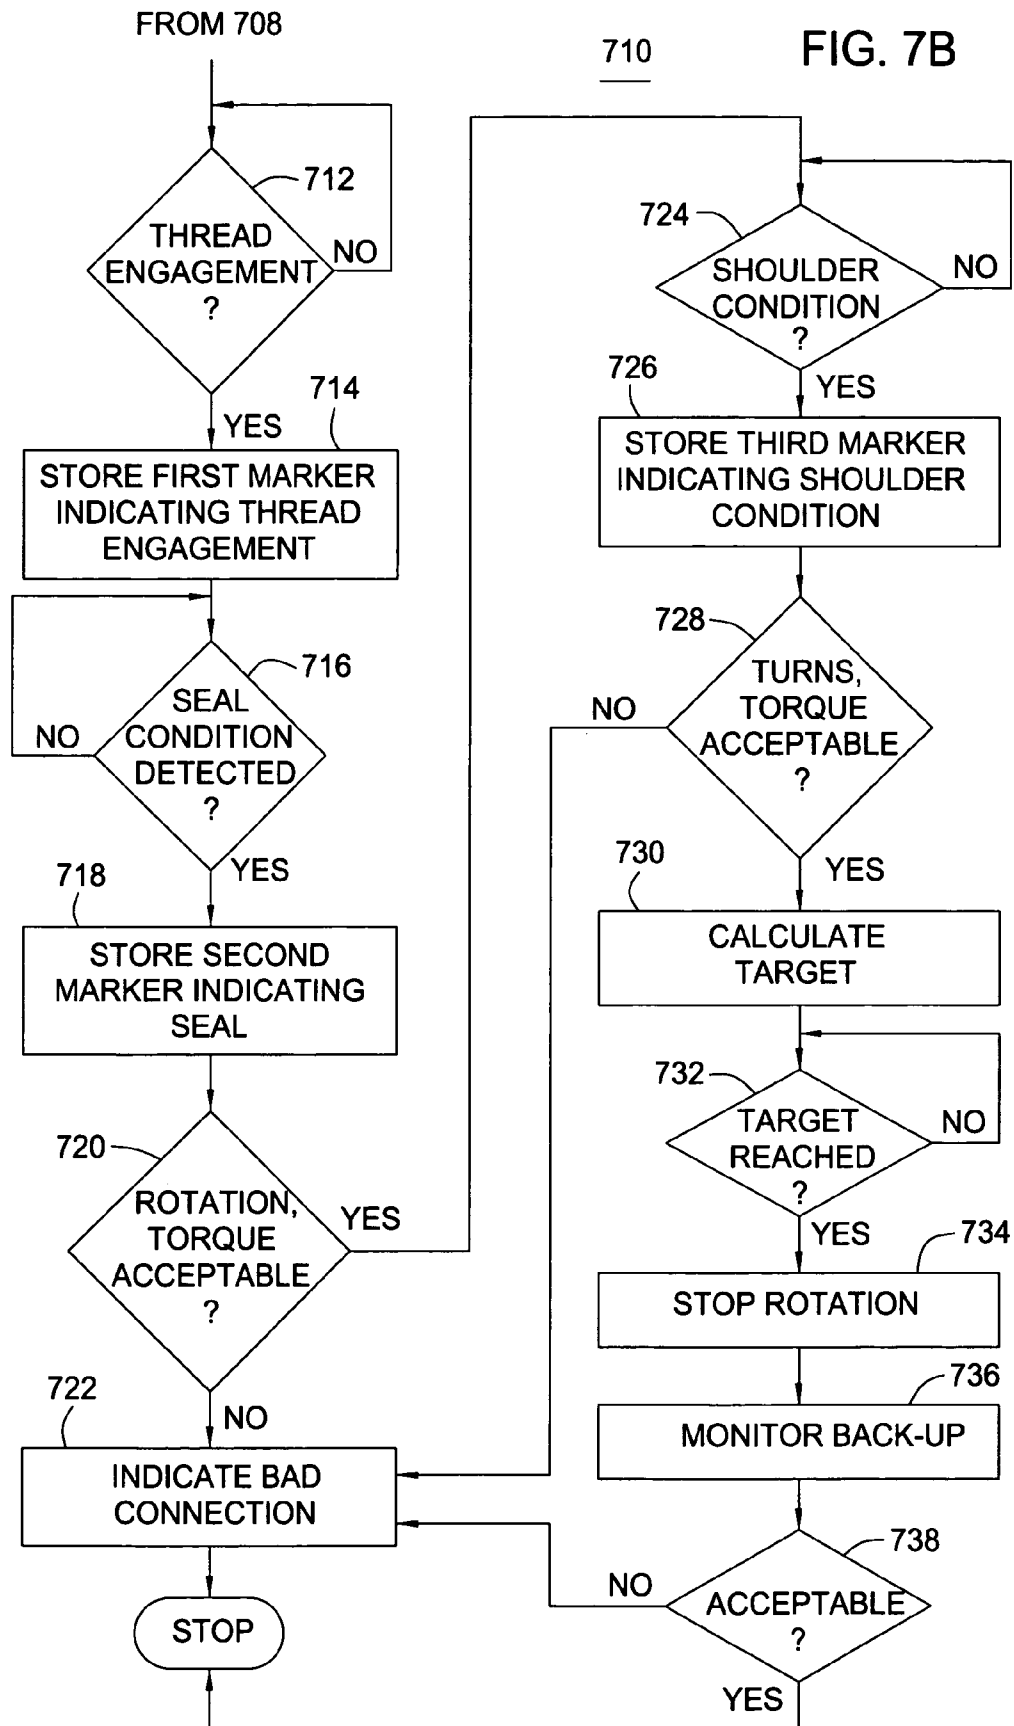 FROM 708
710
FIG. 7B
712
THREAD
ENGAGEMENT
?
NO
YES
714
STORE FIRST MARKER
INDICATING THREAD
ENGAGEMENT
716
SEAL
CONDITION
DETECTED
?
NO
YES
718
STORE SECOND
MARKER INDICATING
SEAL
720
ROTATION,
TORQUE
ACCEPTABLE
?
YES
NO
722
INDICATE BAD
CONNECTION
STOP
724
SHOULDER
CONDITION
?
NO
YES
726
STORE THIRD MARKER
INDICATING SHOULDER
CONDITION
728
TURNS,
TORQUE
ACCEPTABLE
?
NO
YES
730
CALCULATE
TARGET
732
TARGET
REACHED
?
NO
YES
734
STOP ROTATION
736
MONITOR BACK-UP
738
ACCEPTABLE
?
NO
YES